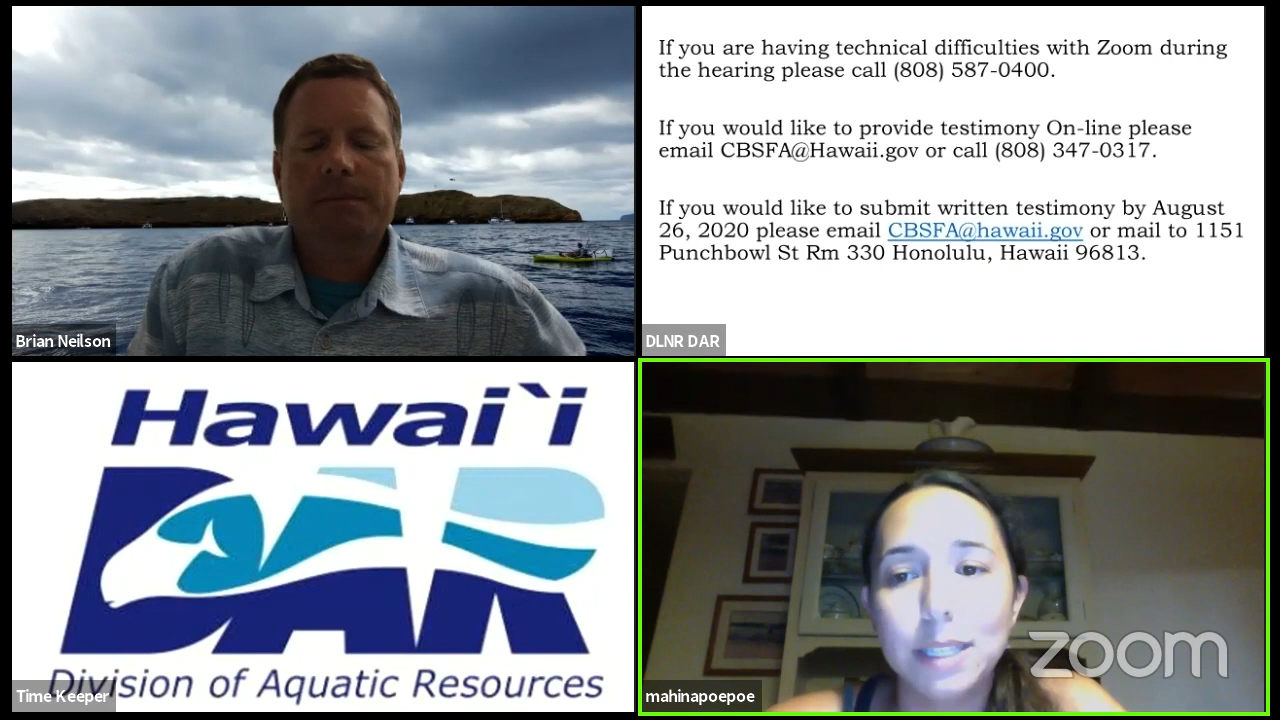 If you are having technical difficulties with Zoom during
the hearing please call (808) 587-0400.
If you would like to provide testimony On-line please
email CBSFA@Hawaii.gov or call (808) 347-0317.
If you would like to submit written testimony by August
26, 2020 please email CBSFA@hawaii.gov or mail to 1151
Punchbowl St Rm 330 Honolulu, Hawaii 96813.
Brian Neilson
DLNR DAR
Hawai`i
DAR
Division of Aquatic Resources
Time Keeper
mahinapoepoe
zoom